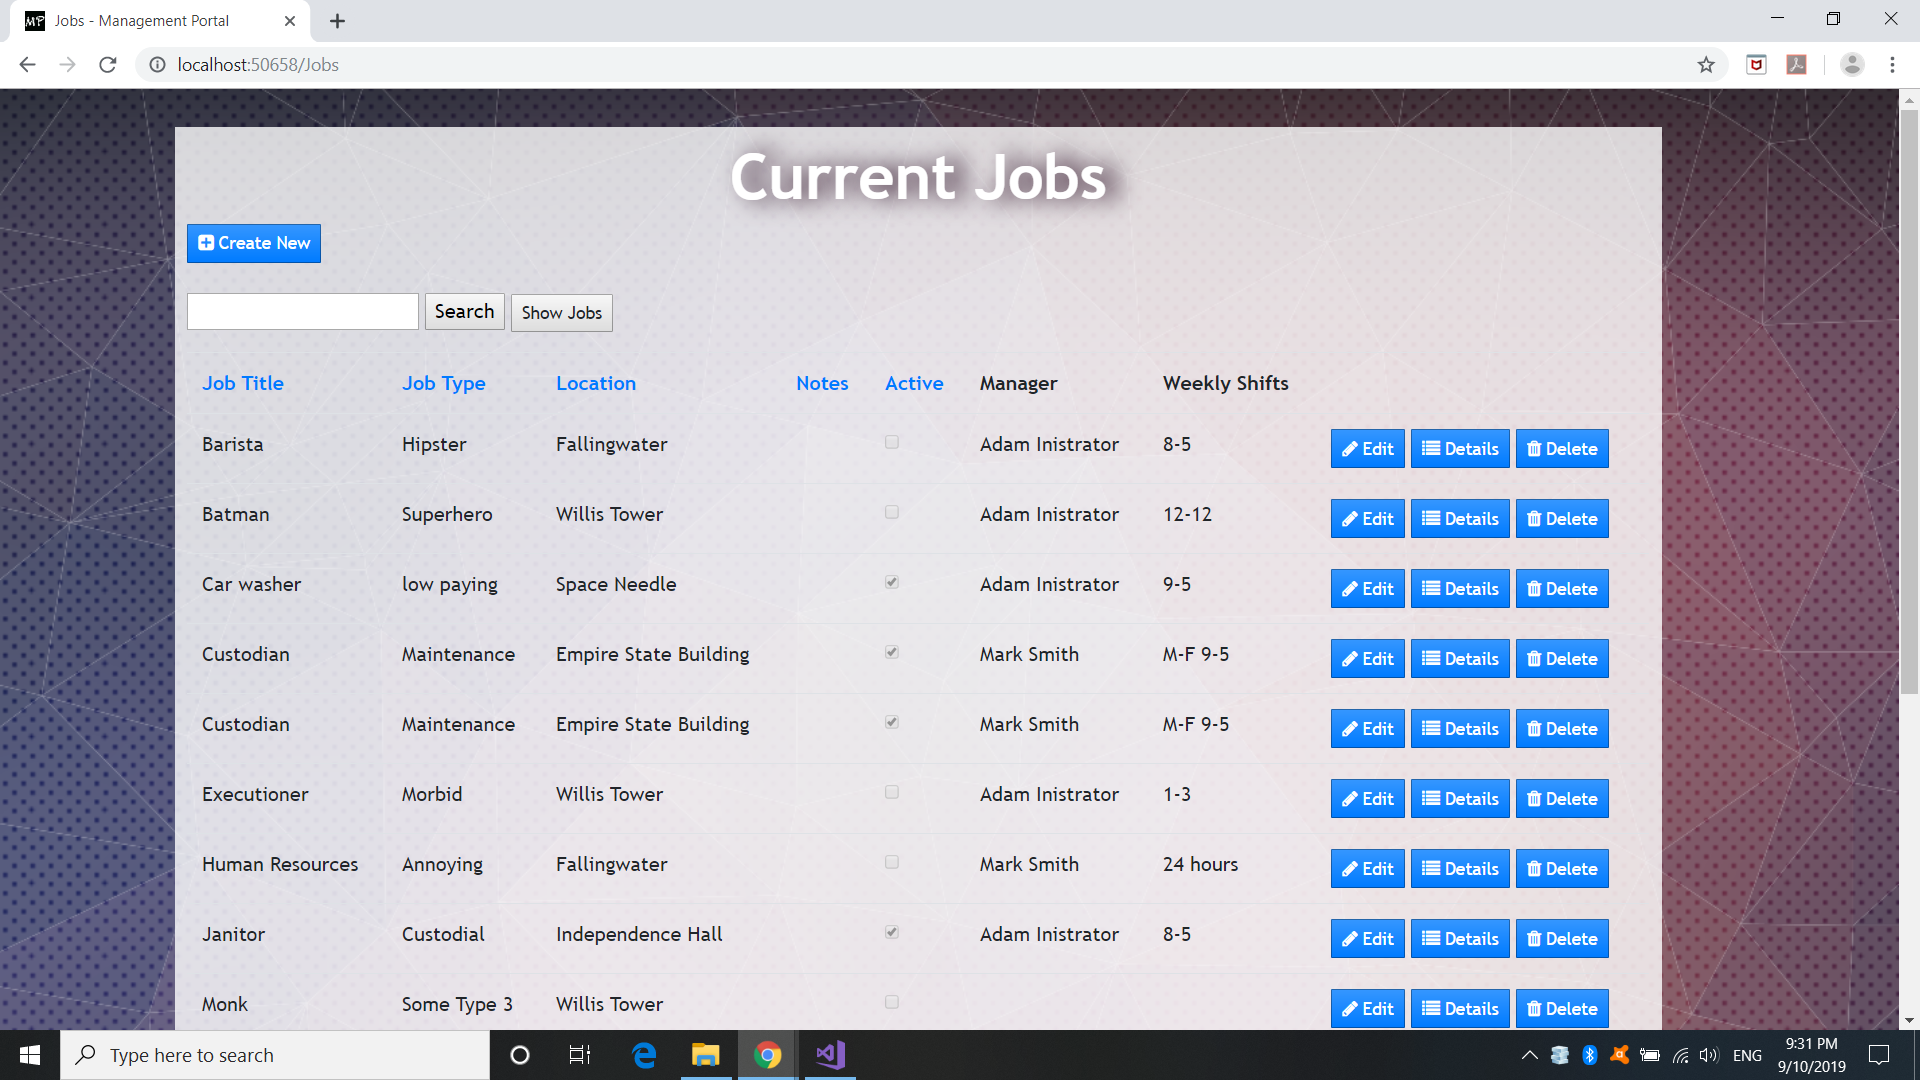 MP Jobs - Management Portal
localhost:50658/Jobs
Current Jobs
Create New
Search Show Jobs
Job Title Job Type Location Notes Active Manager Weekly Shifts
Barista Hipster Fallingwater Adam Inistrator 8-5 Edit Details Delete
Batman Superhero Willis Tower Adam Inistrator 12-12 Edit Details Delete
Car washer low paying Space Needle Adam Inistrator 9-5 Edit Details Delete
Custodian Maintenance Empire State Building Mark Smith M-F 9-5 Edit Details Delete
Custodian Maintenance Empire State Building Mark Smith M-F 9-5 Edit Details Delete
Executioner Morbid Willis Tower Adam Inistrator 1-3 Edit Details Delete
Human Resources Annoying Fallingwater Mark Smith 24 hours Edit Details Delete
Janitor Custodial Independence Hall Adam Inistrator 8-5 Edit Details Delete
Monk Some Type 3 Willis Tower Edit Details Delete
Type here to search
ENG
9:31 PM
9/10/2019